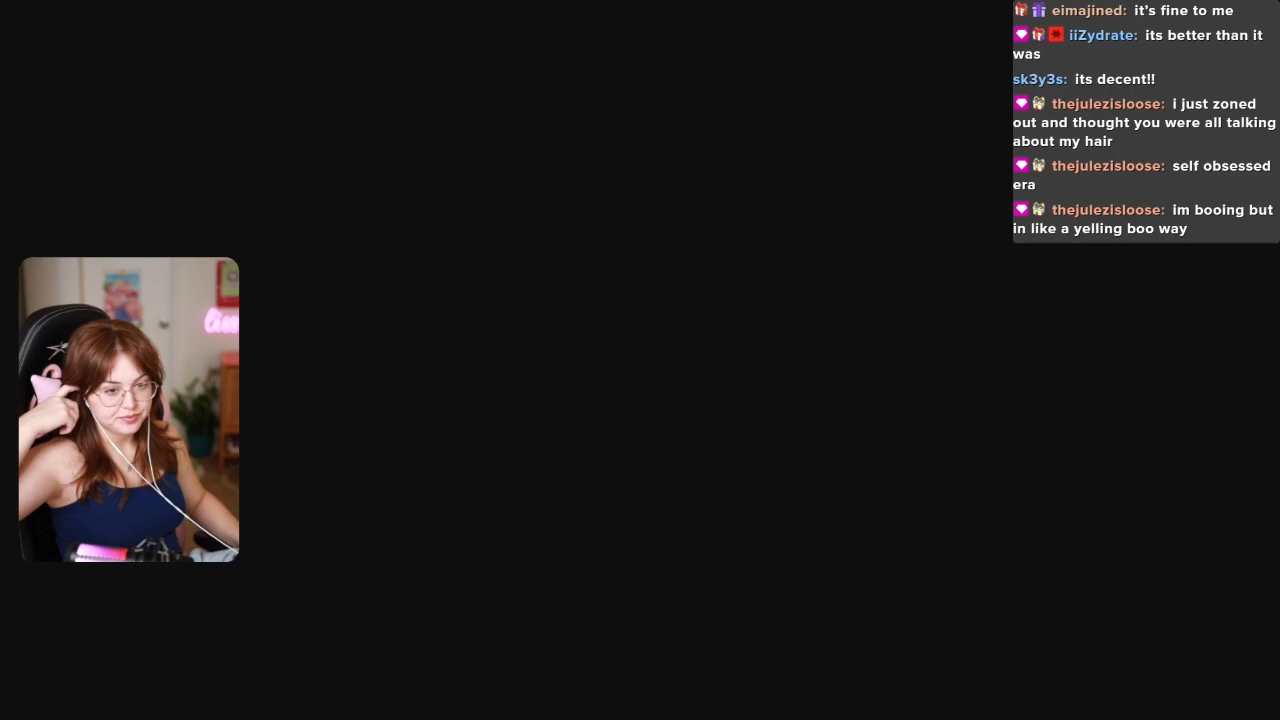 eimajined: it's fine to me
iiZydrate: its better than it
was
sk3y3s: its decent!!
thejulezisloose: i just zoned
out and thought you were all talking
about my hair
thejulezisloose: self obsessed
era
thejulezisloose: im booing but
in like a yelling boo way